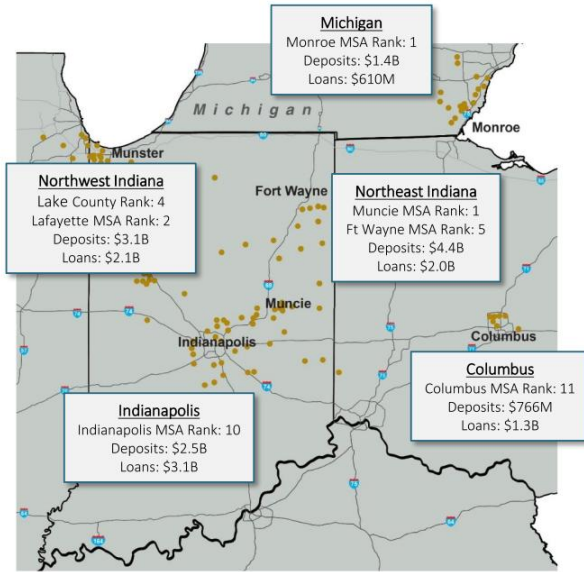 Michigan
Monroe MSA Rank: 1
Deposits: $1.4B
Loans: $610M
Michigan
Monroe
Munster
Northwest Indiana
Lake County Rank: 4
Lafayette MSA Rank: 2
Deposits: $3.1B
Loans: $2.1B
Fort Wayne
Northeast Indiana
Muncie MSA Rank: 1
Ft Wayne MSA Rank: 5
Deposits: $4.4B
Loans: $2.0B
Muncie
Indianapolis
Columbus
Columbus
Columbus MSA Rank: 11
Deposits: $766M
Loans: $1.3B
Indianapolis
Indianapolis MSA Rank: 10
Deposits: $2.5B
Loans: $3.1B